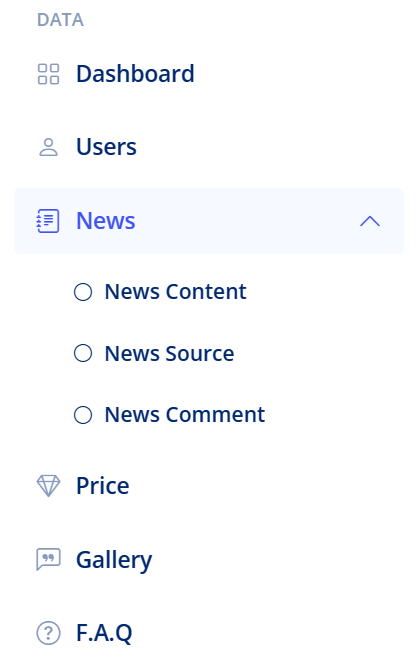 DATA
Dashboard
Users
News
News Content
News Source
News Comment
Price
Gallery
F.A.Q